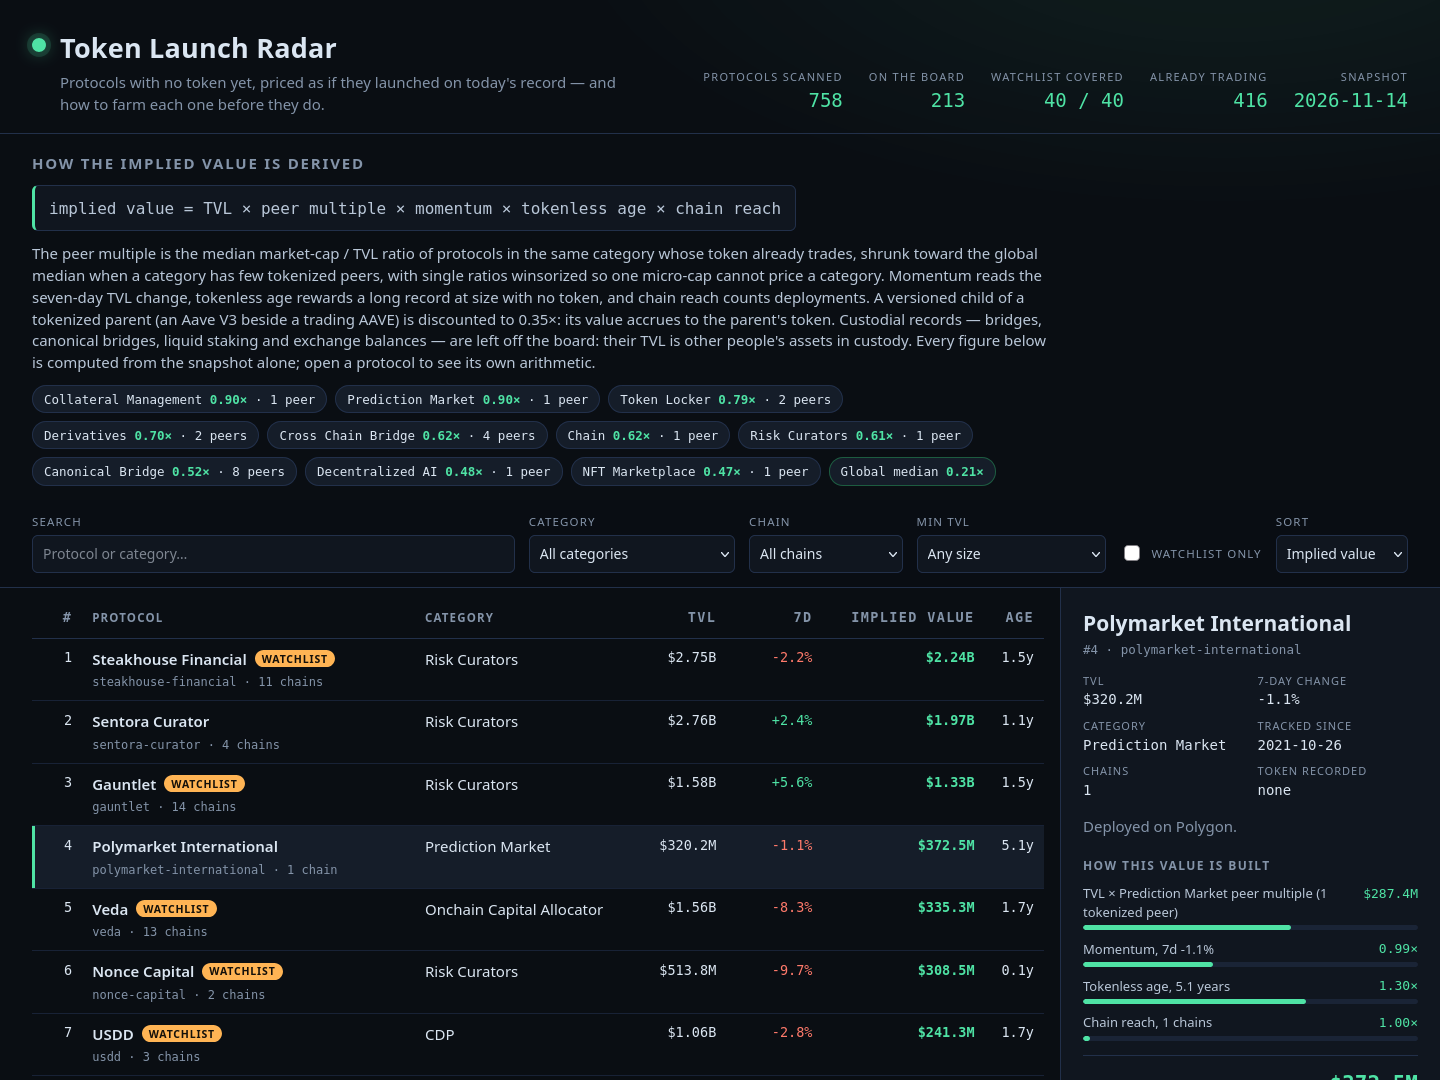 Token Launch Radar
Protocols with no token yet, priced as if they launched on today's record — and
how to farm each one before they do.
PROTOCOLS SCANNED
758
ON THE BOARD
213
WATCHLIST COVERED
40 / 40
ALREADY TRADING
416
SNAPSHOT
2026-11-14
HOW THE IMPLIED VALUE IS DERIVED
implied value = TVL × peer multiple × momentum × tokenless age × chain reach
The peer multiple is the median market-cap / TVL ratio of protocols in the same category whose token already trades, shrunk toward the global
median when a category has few tokenized peers, with single ratios winsorized so one micro-cap cannot price a category. Momentum reads the
seven-day TVL change, tokenless age rewards a long record at size with no token, and chain reach counts deployments. A versioned child of a
tokenized parent (an Aave V3 beside a trading AAVE) is discounted to 0.35×: its value accrues to the parent's token. Custodial records — bridges,
canonical bridges, liquid staking and exchange balances — are left off the board: their TVL is other people's assets in custody. Every figure below
is computed from the snapshot alone; open a protocol to see its own arithmetic.
Collateral Management 0.90× · 1 peer
Prediction Market 0.90× · 1 peer
Token Locker 0.79× · 2 peers
Derivatives 0.70× · 2 peers
Cross Chain Bridge 0.62× · 4 peers
Chain 0.62× · 1 peer
Risk Curators 0.61× · 1 peer
Canonical Bridge 0.52× · 8 peers
Decentralized AI 0.48× · 1 peer
NFT Marketplace 0.47× · 1 peer
Global median 0.21×
SEARCH
Protocol or category…
CATEGORY
All categories
CHAIN
All chains
MIN TVL
Any size
WATCHLIST ONLY
SORT
Implied value
# PROTOCOL CATEGORY TVL 7D IMPLIED VALUE AGE
1 Steakhouse Financial WATCHLIST Risk Curators $2.75B -2.2% $2.24B 1.5y
steakhouse-financial · 11 chains
2 Sentora Curator Risk Curators $2.76B +2.4% $1.97B 1.1y
sentora-curator · 4 chains
3 Gauntlet WATCHLIST Risk Curators $1.58B +5.6% $1.33B 1.5y
gauntlet · 14 chains
4 Polymarket International Prediction Market $320.2M -1.1% $372.5M 5.1y
polymarket-international · 1 chain
5 Veda WATCHLIST Onchain Capital Allocator $1.56B -8.3% $335.3M 1.7y
veda · 13 chains
6 Nonce Capital WATCHLIST Risk Curators $513.8M -9.7% $308.5M 0.1y
nonce-capital · 2 chains
7 USDD WATCHLIST CDP $1.06B -2.8% $241.3M 1.7y
usdd · 3 chains
Polymarket International
#4 · polymarket-international
TVL
$320.2M
7-DAY CHANGE
-1.1%
CATEGORY
Prediction Market
TRACKED SINCE
2021-10-26
CHAINS
1
TOKEN RECORDED
none
Deployed on Polygon.
HOW THIS VALUE IS BUILT
TVL × Prediction Market peer multiple (1 $287.4M
tokenized peer)
Momentum, 7d -1.1% 0.99×
Tokenless age, 5.1 years 1.30×
Chain reach, 1 chains 1.00×
$372.5M